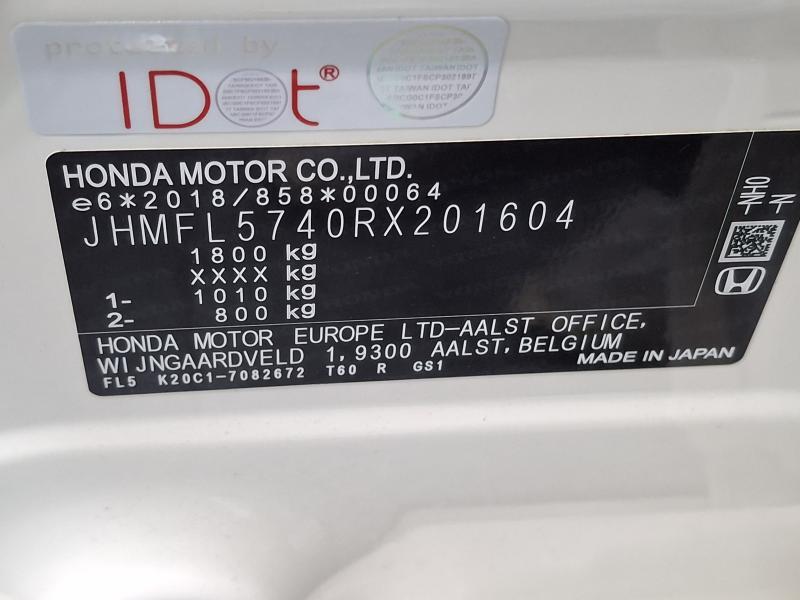 processed by
IDOT®
HONDA MOTOR CO.,LTD.
e6*2018/858*00064
JHMFL5740RX201604
1800 kg
XXXX kg
1- 1010 kg
2- 800 kg
HONDA MOTOR EUROPE LTD-AALST OFFICE,
WIJNGAARDVELD 1,9300 AALST,BELGIUM
MADE IN JAPAN
FL5 K20C1-7082672 T60 R GS1